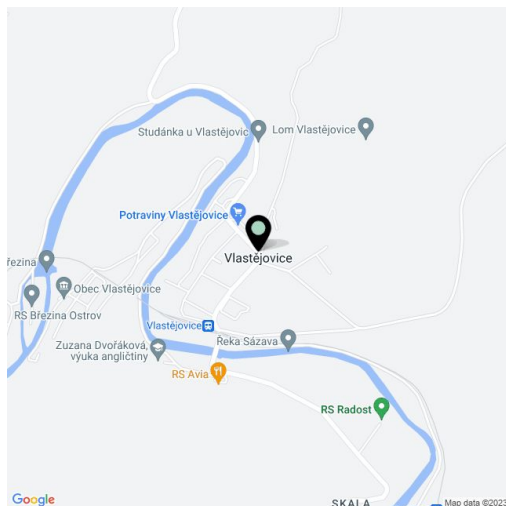 Studánka u Vlastějovic
Lom Vlastějovice
Potraviny Vlastějovice
Vlastějovice
řezina
Obec Vlastějovice
RS Březina Ostrov
Vlastějovice
Zuzana Dvořáková,
výuka angličtiny
Řeka Sázava
RS Avia
RS Radost
SKALA
Google
Map data ©2023